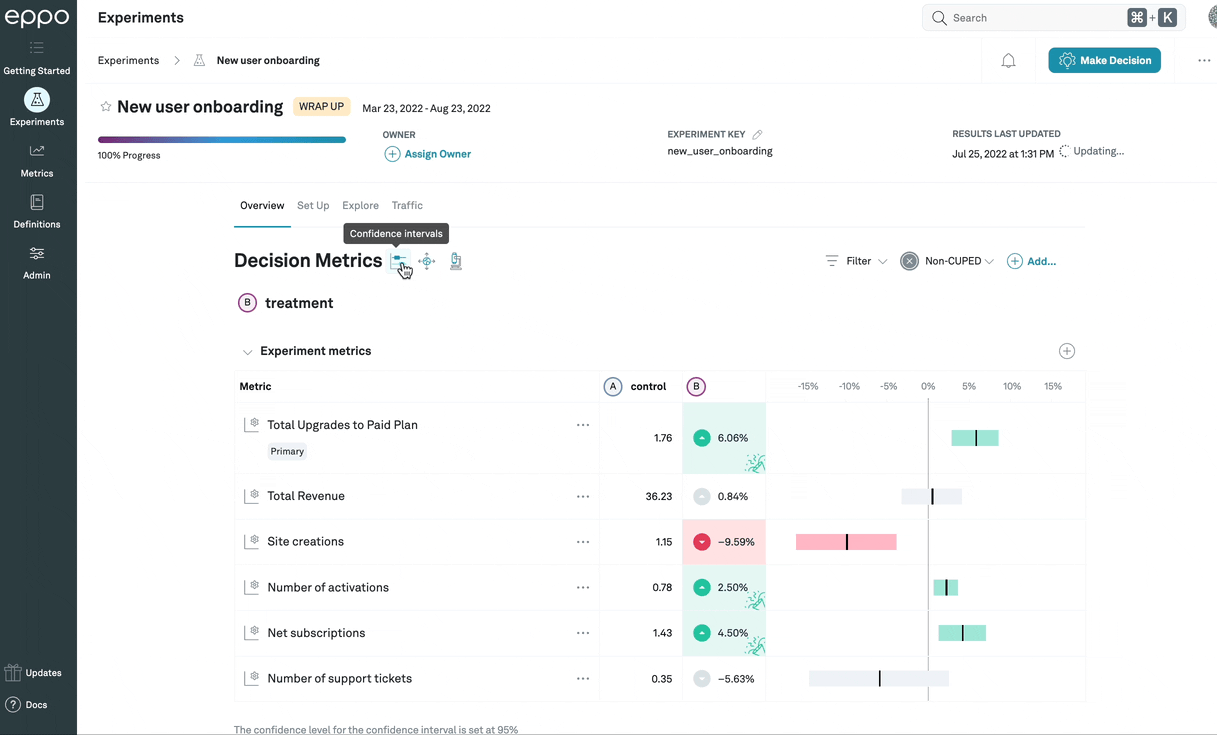 eppo
Experiments
Search
⌘ + K
Getting Started
Experiments
Metrics
Definitions
Admin
Updates
? Docs
Experiments > New user onboarding
Make Decision
New user onboarding WRAP UP Mar 23, 2022 - Aug 23, 2022
100% Progress
OWNER
Assign Owner
EXPERIMENT KEY
new_user_onboarding
RESULTS LAST UPDATED
Jul 25, 2022 at 1:31 PM Updating...
Overview Set Up Explore Traffic
Confidence intervals
Decision Metrics
Filter Non-CUPED Add...
B treatment
Experiment metrics
Metric A control B -15% -10% -5% 0% 5% 10% 15%
Total Upgrades to Paid Plan 1.76 6.06%
Primary
Total Revenue 36.23 0.84%
Site creations 1.15 −9.59%
Number of activations 0.78 2.50%
Net subscriptions 1.43 4.50%
Number of support tickets 0.35 −5.63%
The confidence level for the confidence interval is set at 95%